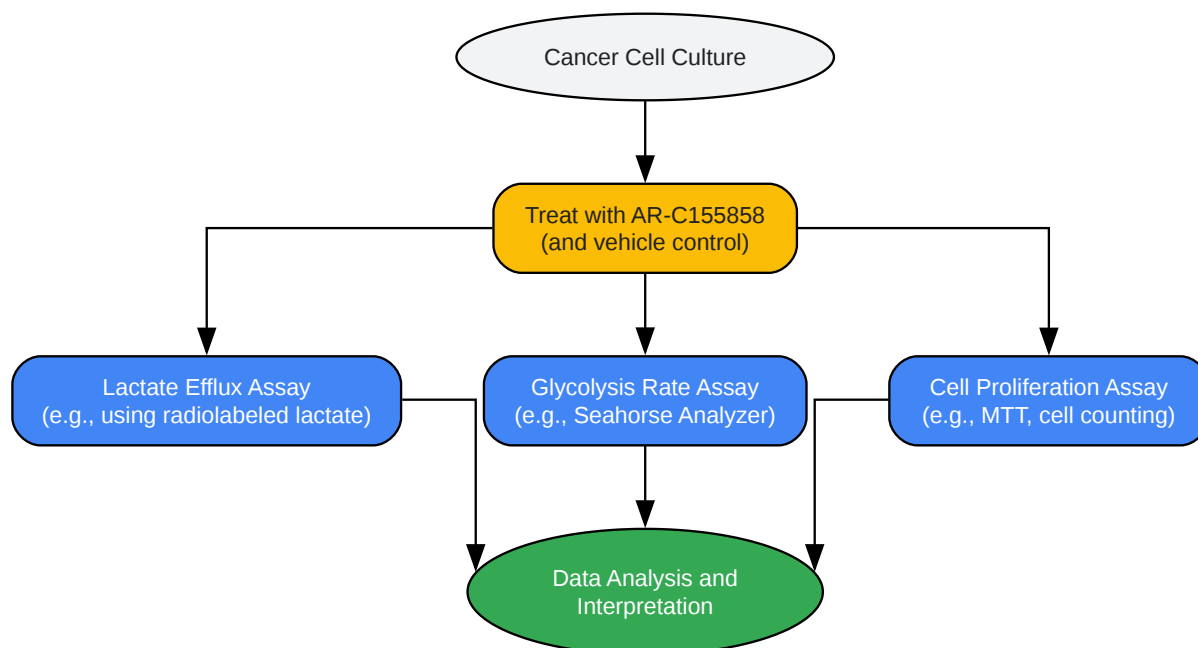 Cancer Cell Culture
Treat with AR-C155858
(and vehicle control)
Lactate Efflux Assay
(e.g., using radiolabeled lactate)
Glycolysis Rate Assay
(e.g., Seahorse Analyzer)
Cell Proliferation Assay
(e.g., MTT, cell counting)
Data Analysis and
Interpretation